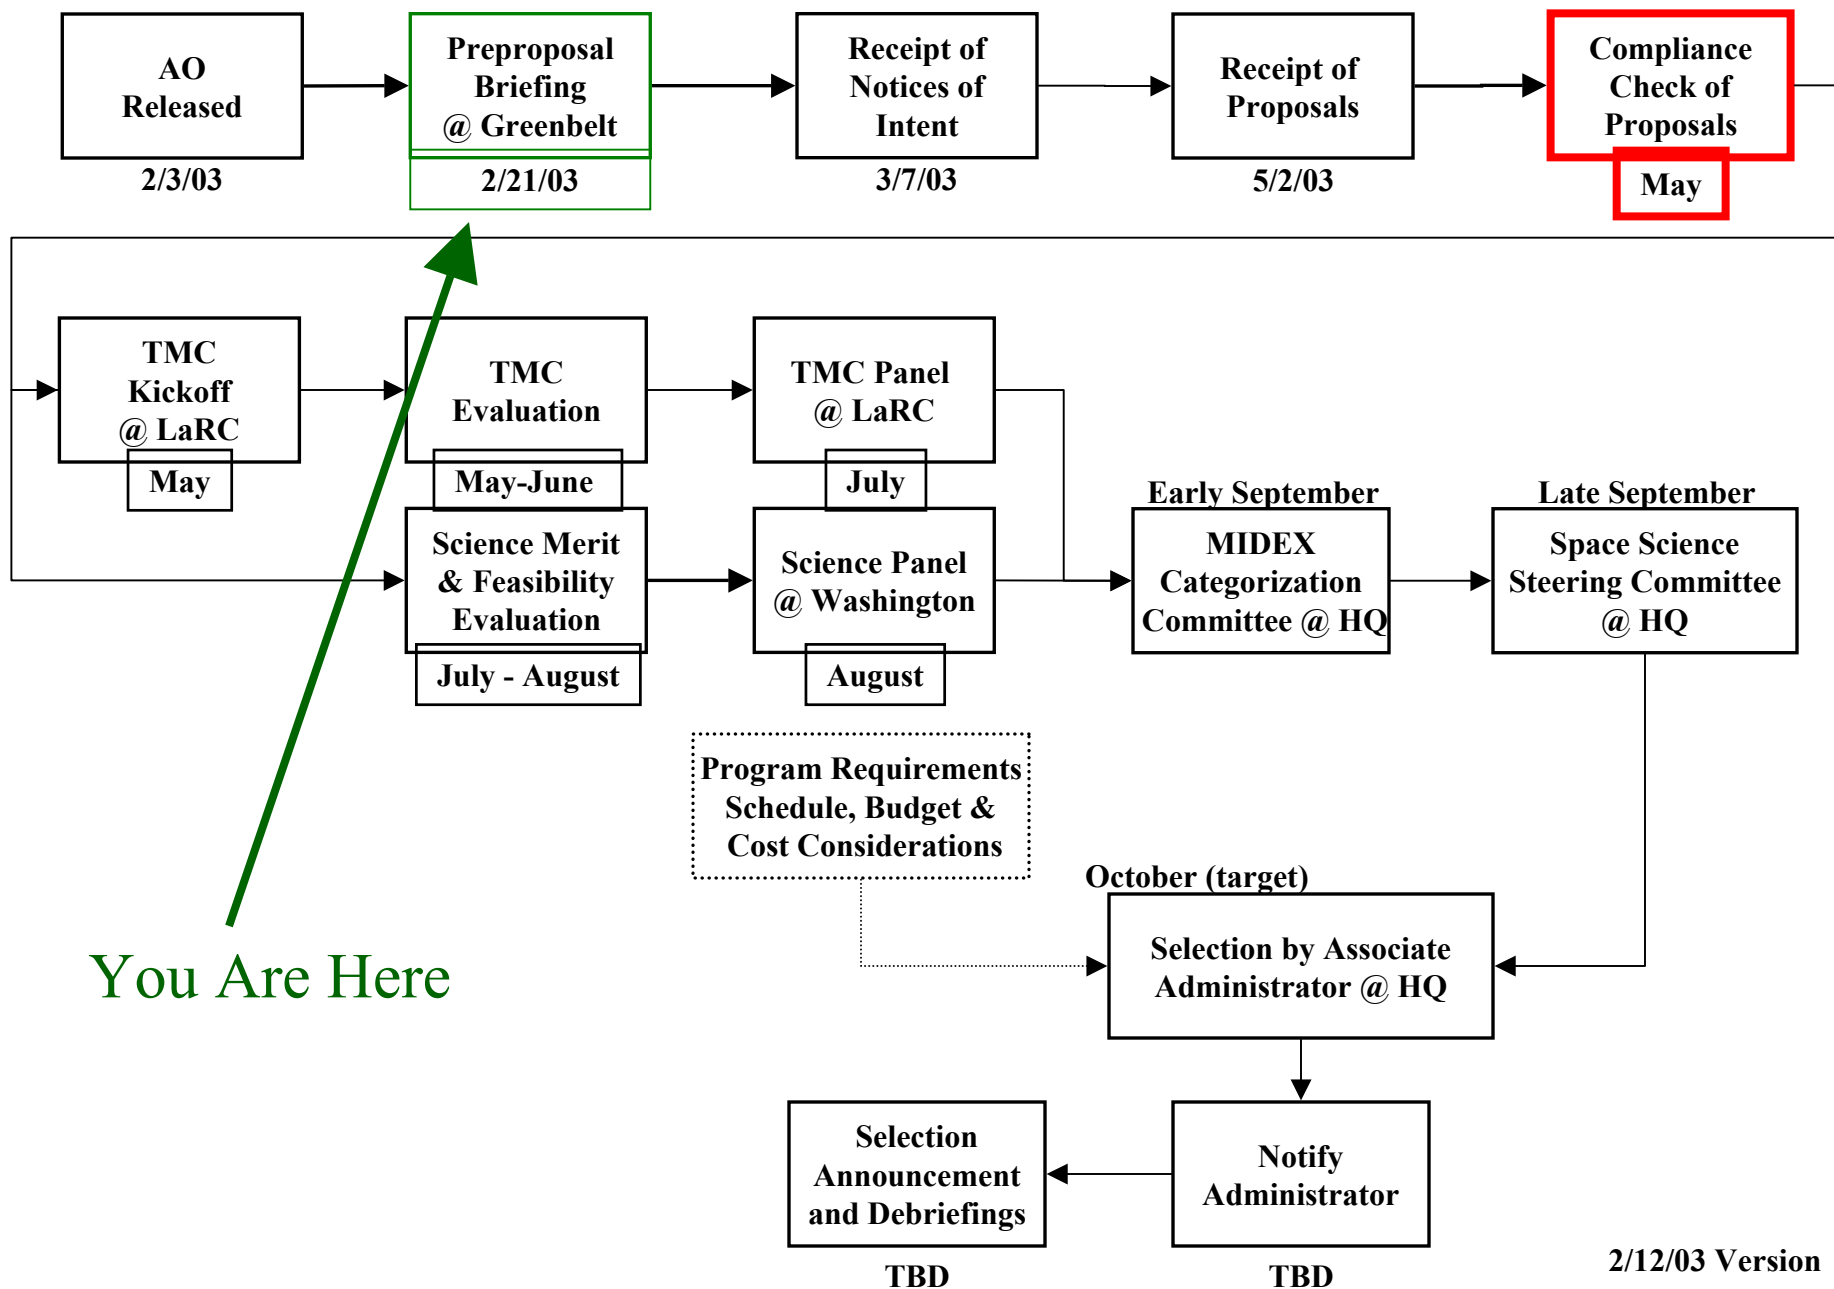 AO
Released
2/3/03
Preproposal
Briefing
@ Greenbelt
2/21/03
Receipt of
Notices of
Intent
3/7/03
Receipt of
Proposals
5/2/03
Compliance
Check of
Proposals
May
TMC
Kickoff
@ LaRC
May
TMC
Evaluation
May-June
TMC Panel
@ LaRC
July
Science Merit
& Feasibility
Evaluation
July - August
Science Panel
@ Washington
August
Early September
MIDEX
Categorization
Committee @ HQ
Late September
Space Science
Steering Committee
@ HQ
Program Requirements
Schedule, Budget &
Cost Considerations
October (target)
Selection by Associate
Administrator @ HQ
You Are Here
Notify
Administrator
TBD
Selection
Announcement
and Debriefings
TBD
2/12/03 Version